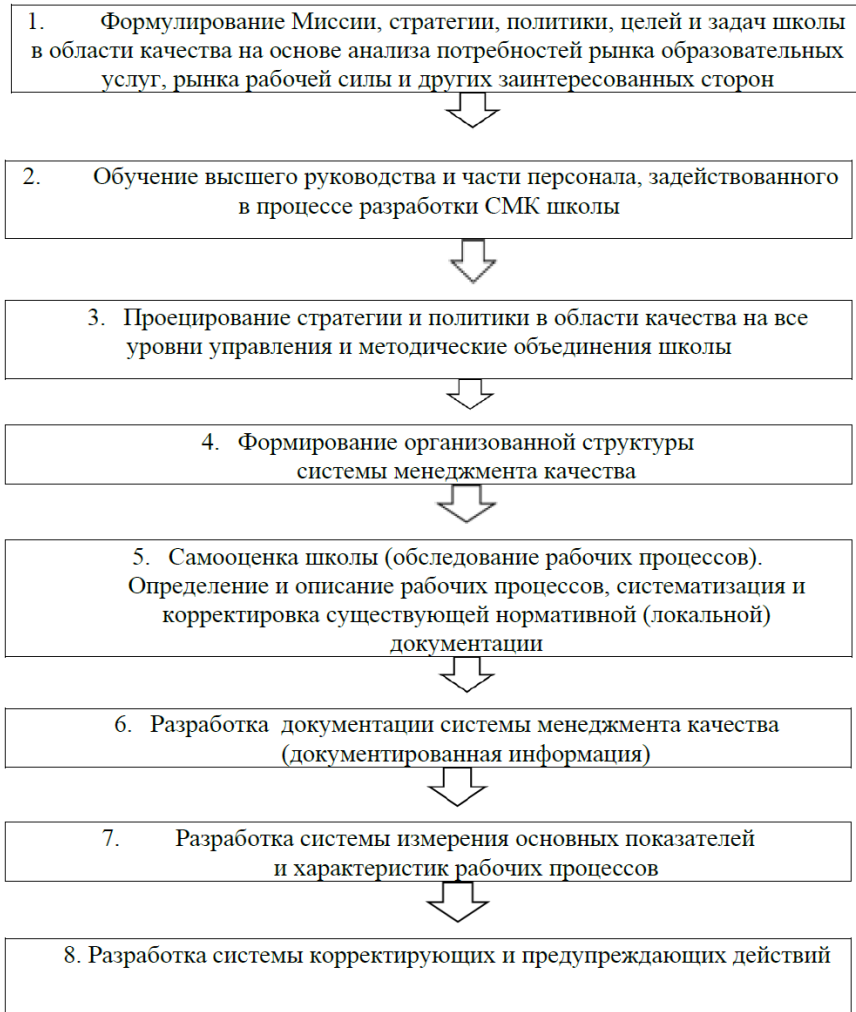 1. Формулирование Миссии, стратегии, политики, целей и задач школы
в области качества на основе анализа потребностей рынка образовательных
услуг, рынка рабочей силы и других заинтересованных сторон
2. Обучение высшего руководства и части персонала, задействованного
в процессе разработки СМК школы
3. Проецирование стратегии и политики в области качества на все
уровни управления и методические объединения школы
4. Формирование организованной структуры
системы менеджмента качества
5. Самооценка школы (обследование рабочих процессов).
Определение и описание рабочих процессов, систематизация и
корректировка существующей нормативной (локальной)
документации
6. Разработка документации системы менеджмента качества
(документированная информация)
7. Разработка системы измерения основных показателей
и характеристик рабочих процессов
8. Разработка системы корректирующих и предупреждающих действий